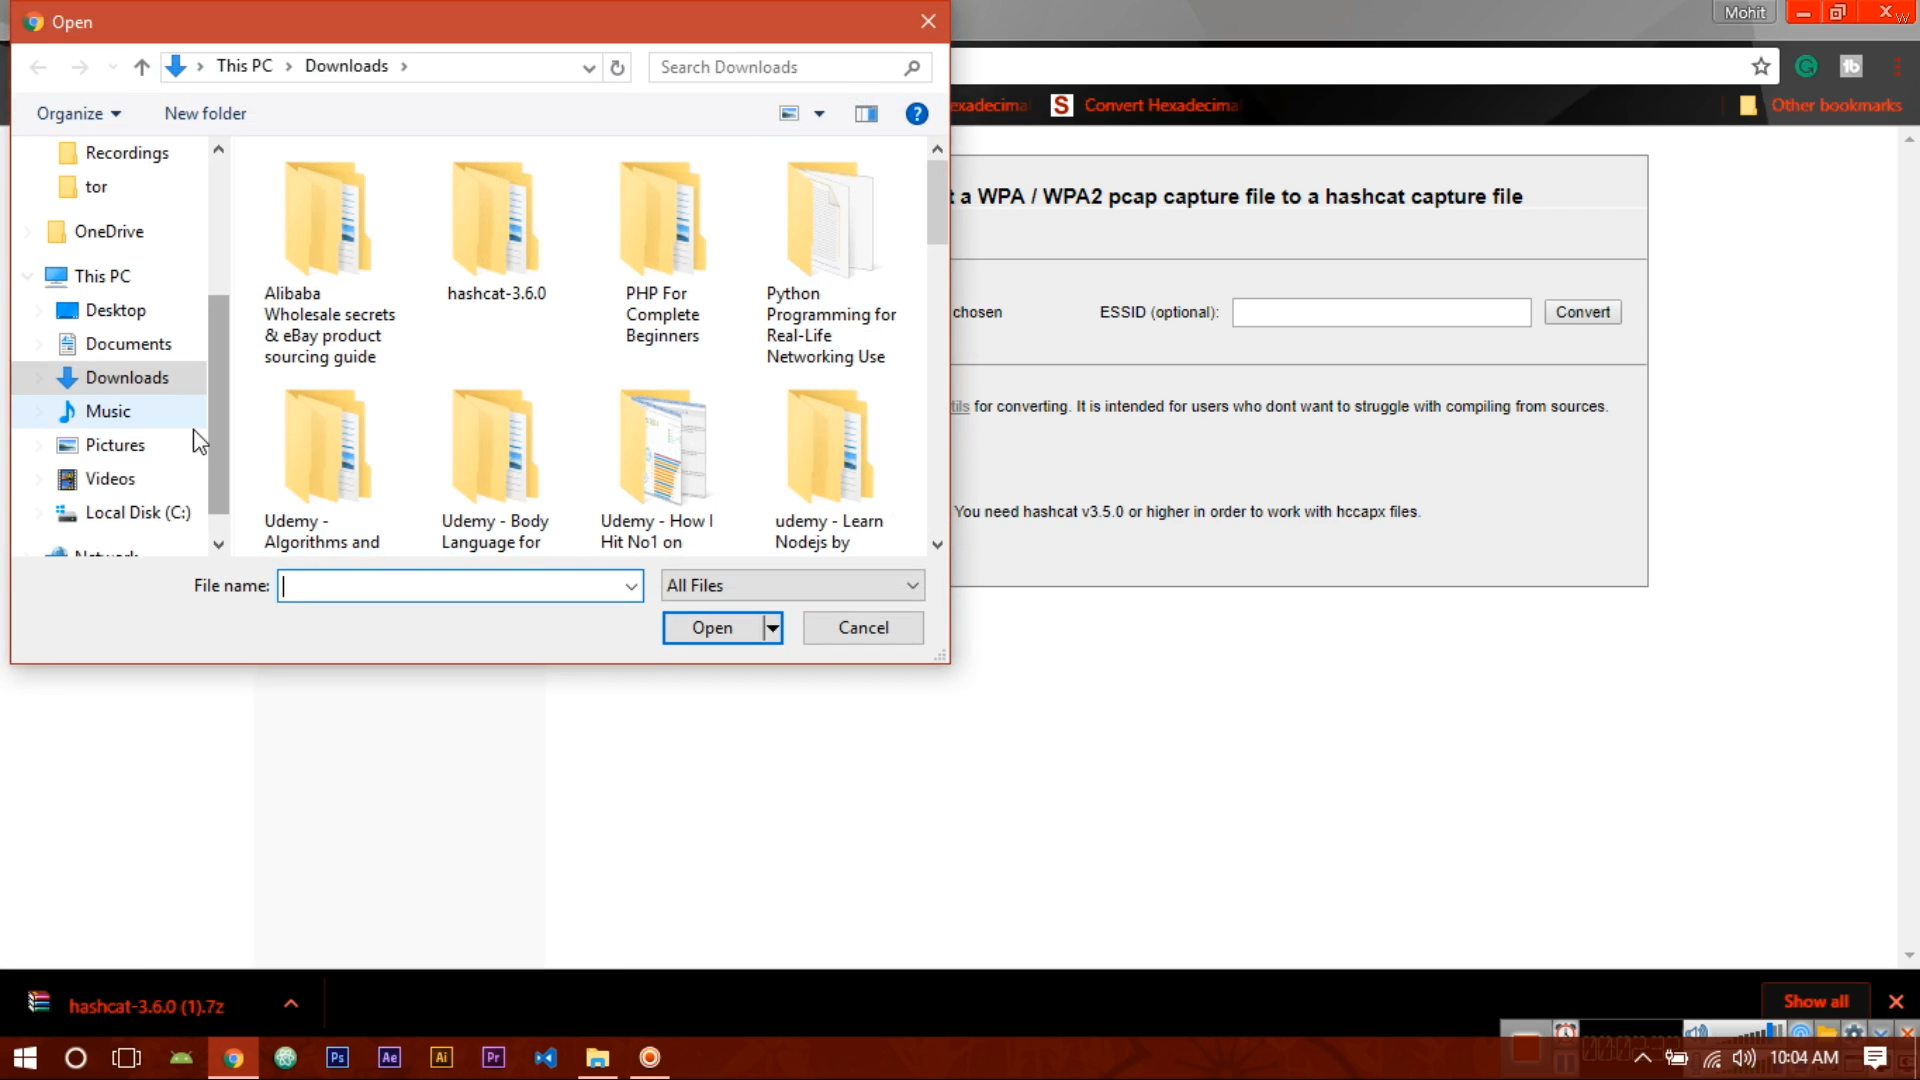 Open
Mohit
This PC
Downloads
Search Downloads
Organize
New folder
exadecimal
S Convert Hexadecima
Other bookmarks
Recordings
tor
OneDrive
This PC
Desktop
Documents
Downloads
Music
Pictures
Videos
Local Disk (C:)
Alibaba
Wholesale secrets
& eBay product
sourcing guide
hashcat-3.6.0
PHP For
Complete
Beginners
Python
Programming for
Real-Life
Networking Use
Udemy -
Algorithms and
Udemy - Body
Language for
Udemy - How I
Hit No1 on
udemy - Learn
Nodejs by
File name:
All Files
Open
Cancel
t a WPA / WPA2 pcap capture file to a hashcat capture file
chosen
ESSID (optional):
Convert
tils for converting. It is intended for users who dont want to struggle with compiling from sources.
You need hashcat v3.5.0 or higher in order to work with hccapx files.
hashcat-3.6.0 (1).7z
Show all
Ps
Ae
Ai
Pr
10:04 AM